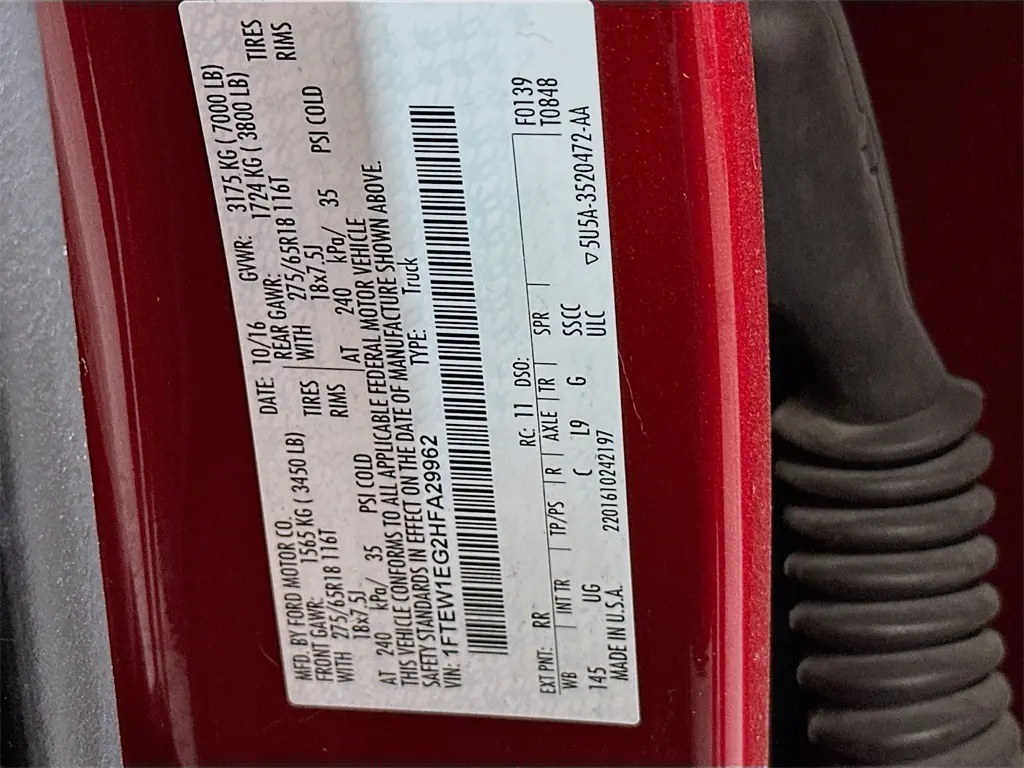 MFD. BY FORD MOTOR CO. DATE: 10/16 GVWR: 3175 KG ( 7000 LB)
FRONT GAWR: 1565 KG ( 3450 LB) REAR GAWR: 1724 KG ( 3800 LB)
WITH 275/65R18 116T TIRES WITH 275/65R18 116T TIRES
18x7.5J RIMS 18x7.5J RIMS
AT 240 kPa/ 35 PSI COLD AT 240 kPa/ 35 PSI COLD
THIS VEHICLE CONFORMS TO ALL APPLICABLE FEDERAL MOTOR VEHICLE
SAFETY STANDARDS IN EFFECT ON THE DATE OF MANUFACTURE SHOWN ABOVE.
VIN: 1FTEW1EG2HFA29962 TYPE: Truck
EXT PNT: RR RC: 11 DSO: F0139
WB INT TR TP/PS R AXLE TR SPR T0848
145 UG C L9 G SSCC
MADE IN U.S.A. 2201610242197 ULC ▽5U5A-3520472-AA